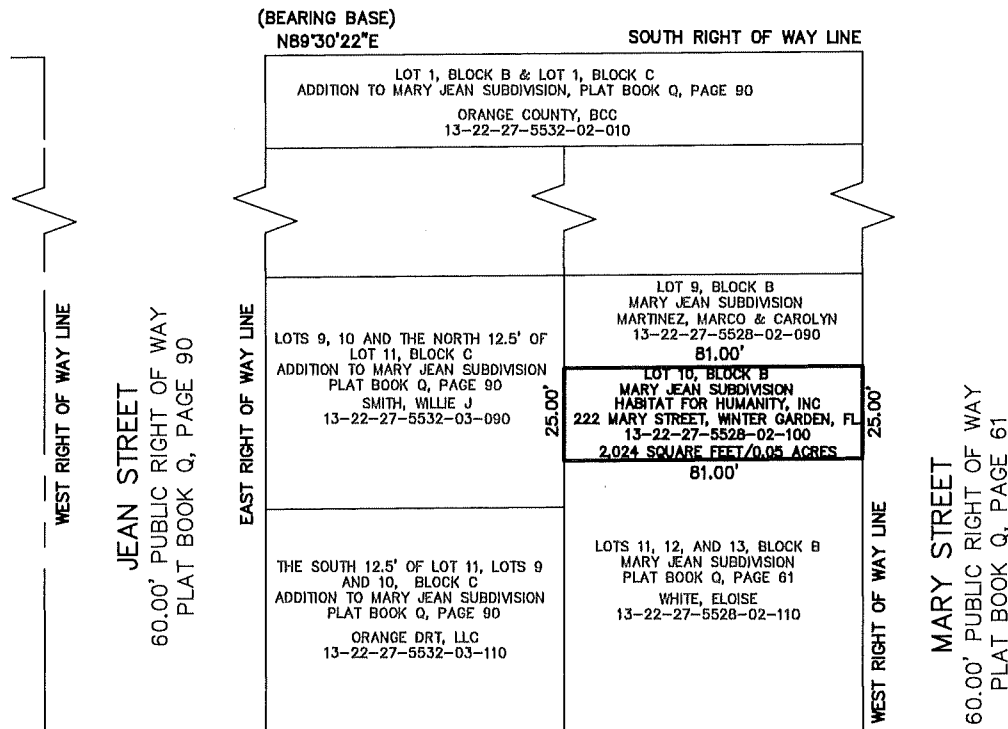 (BEARING BASE)
N89°30'22"E
SOUTH RIGHT OF WAY LINE
LOT 1, BLOCK B & LOT 1, BLOCK C
ADDITION TO MARY JEAN SUBDIVISION, PLAT BOOK Q, PAGE 90
ORANGE COUNTY, BCC
13-22-27-5532-02-010
WEST RIGHT OF WAY LINE
JEAN STREET
60.00' PUBLIC RIGHT OF WAY
PLAT BOOK Q, PAGE 90
EAST RIGHT OF WAY LINE
LOTS 9, 10 AND THE NORTH 12.5' OF
LOT 11, BLOCK C
ADDITION TO MARY JEAN SUBDIVISION
PLAT BOOK Q, PAGE 90
SMITH, WILLIE J
13-22-27-5532-03-090
THE SOUTH 12.5' OF LOT 11, LOTS 9
AND 10, BLOCK C
ADDITION TO MARY JEAN SUBDIVISION
PLAT BOOK Q, PAGE 90
ORANGE DRT, LLC
13-22-27-5532-03-110
LOT 9, BLOCK B
MARY JEAN SUBDIVISION
MARTINEZ, MARCO & CAROLYN
13-22-27-5528-02-090
81.00'
25.00'
LOT 10, BLOCK B
MARY JEAN SUBDIVISION
HABITAT FOR HUMANITY, INC
222 MARY STREET, WINTER GARDEN, FL
13-22-27-5528-02-100
2,024 SQUARE FEET/0.05 ACRES
25.00'
81.00'
LOTS 11, 12, AND 13, BLOCK B
MARY JEAN SUBDIVISION
PLAT BOOK Q, PAGE 61
WHITE, ELOISE
13-22-27-5528-02-110
WEST RIGHT OF WAY LINE
MARY STREET
60.00' PUBLIC RIGHT OF WAY
PLAT BOOK Q, PAGE 61